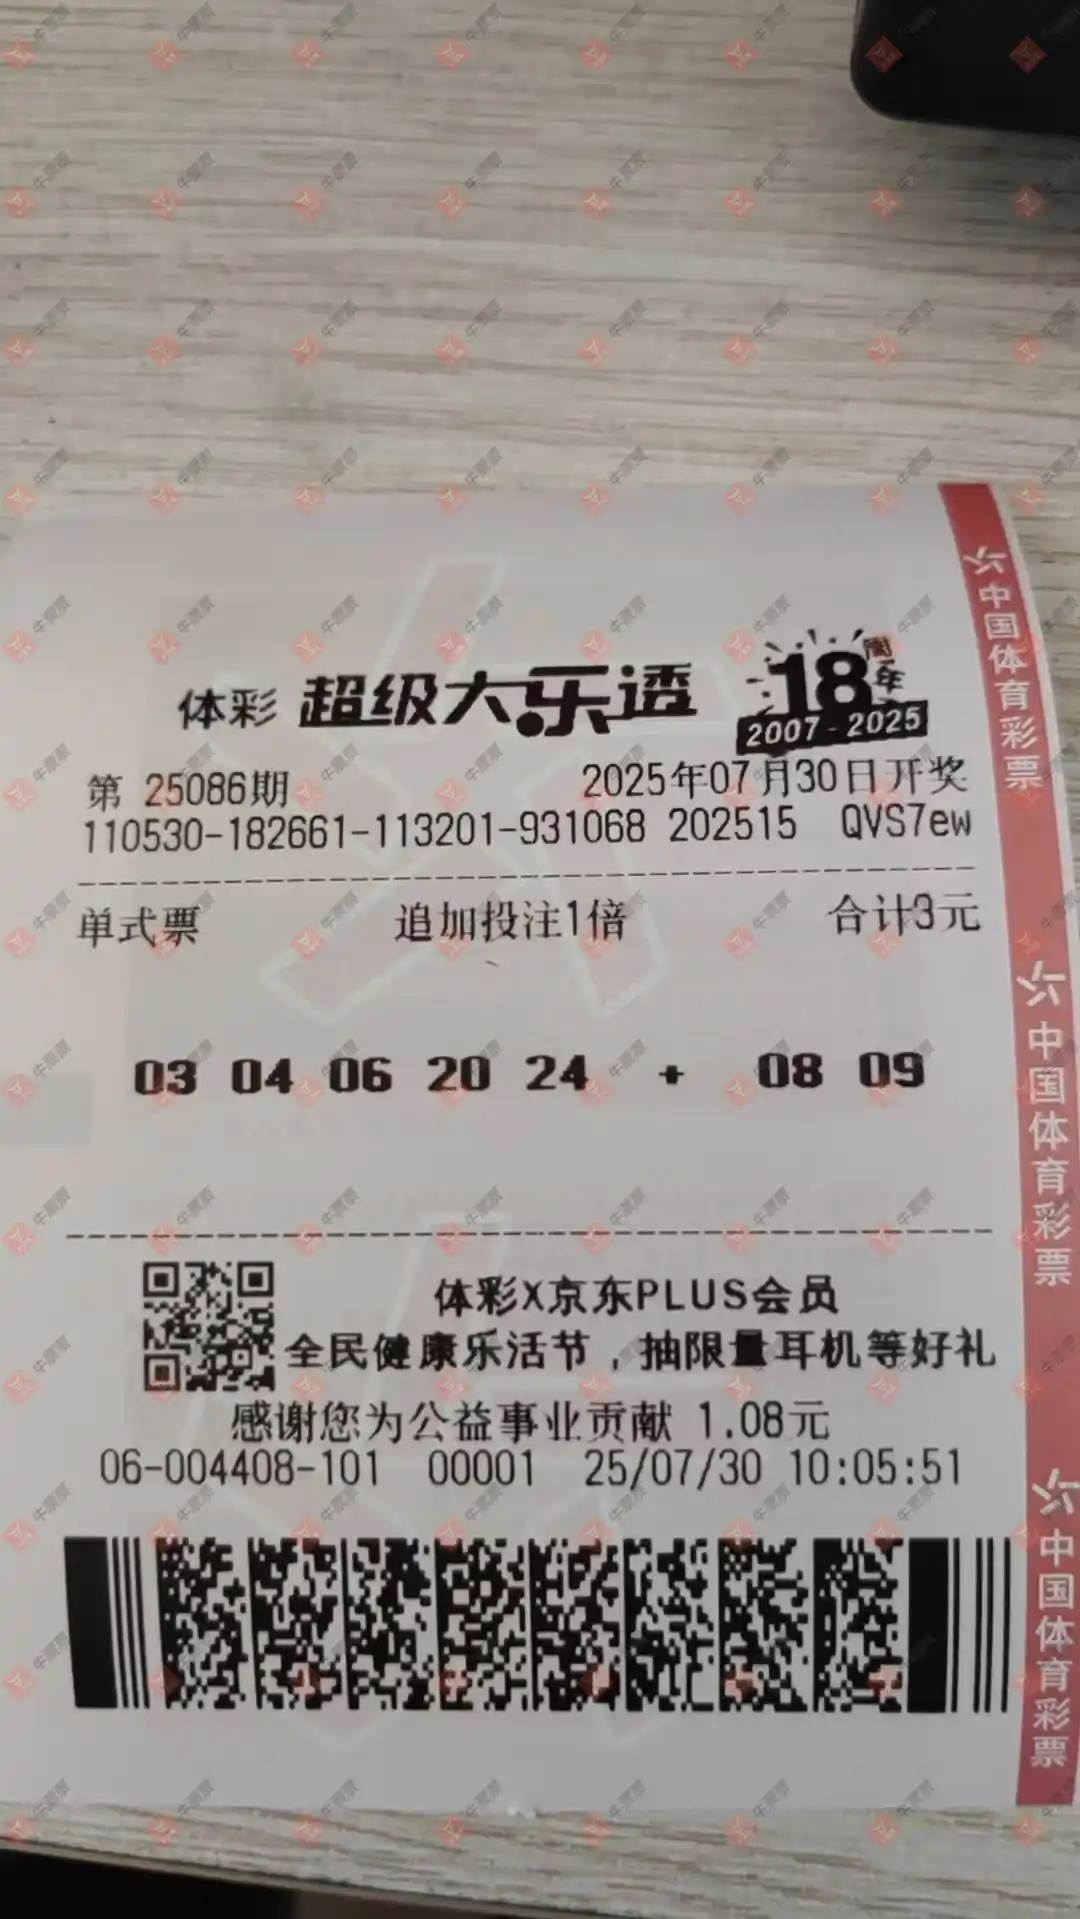 体彩 超级大乐透 18周年
2007-2025
第 25086期 2025年07月30日开奖
110530-182661-113201-931068 202515 QVS7ew
单式票 追加投注1倍 合计3元
03 04 06 20 24 + 08 09
体彩X京东PLUS会员
全民健康乐活节，抽限量耳机等好礼
感谢您为公益事业贡献 1.08元
06-004408-101 00001 25/07/30 10:05:51
中国体育彩票
中国体育彩票
中国体育彩票
牛票票